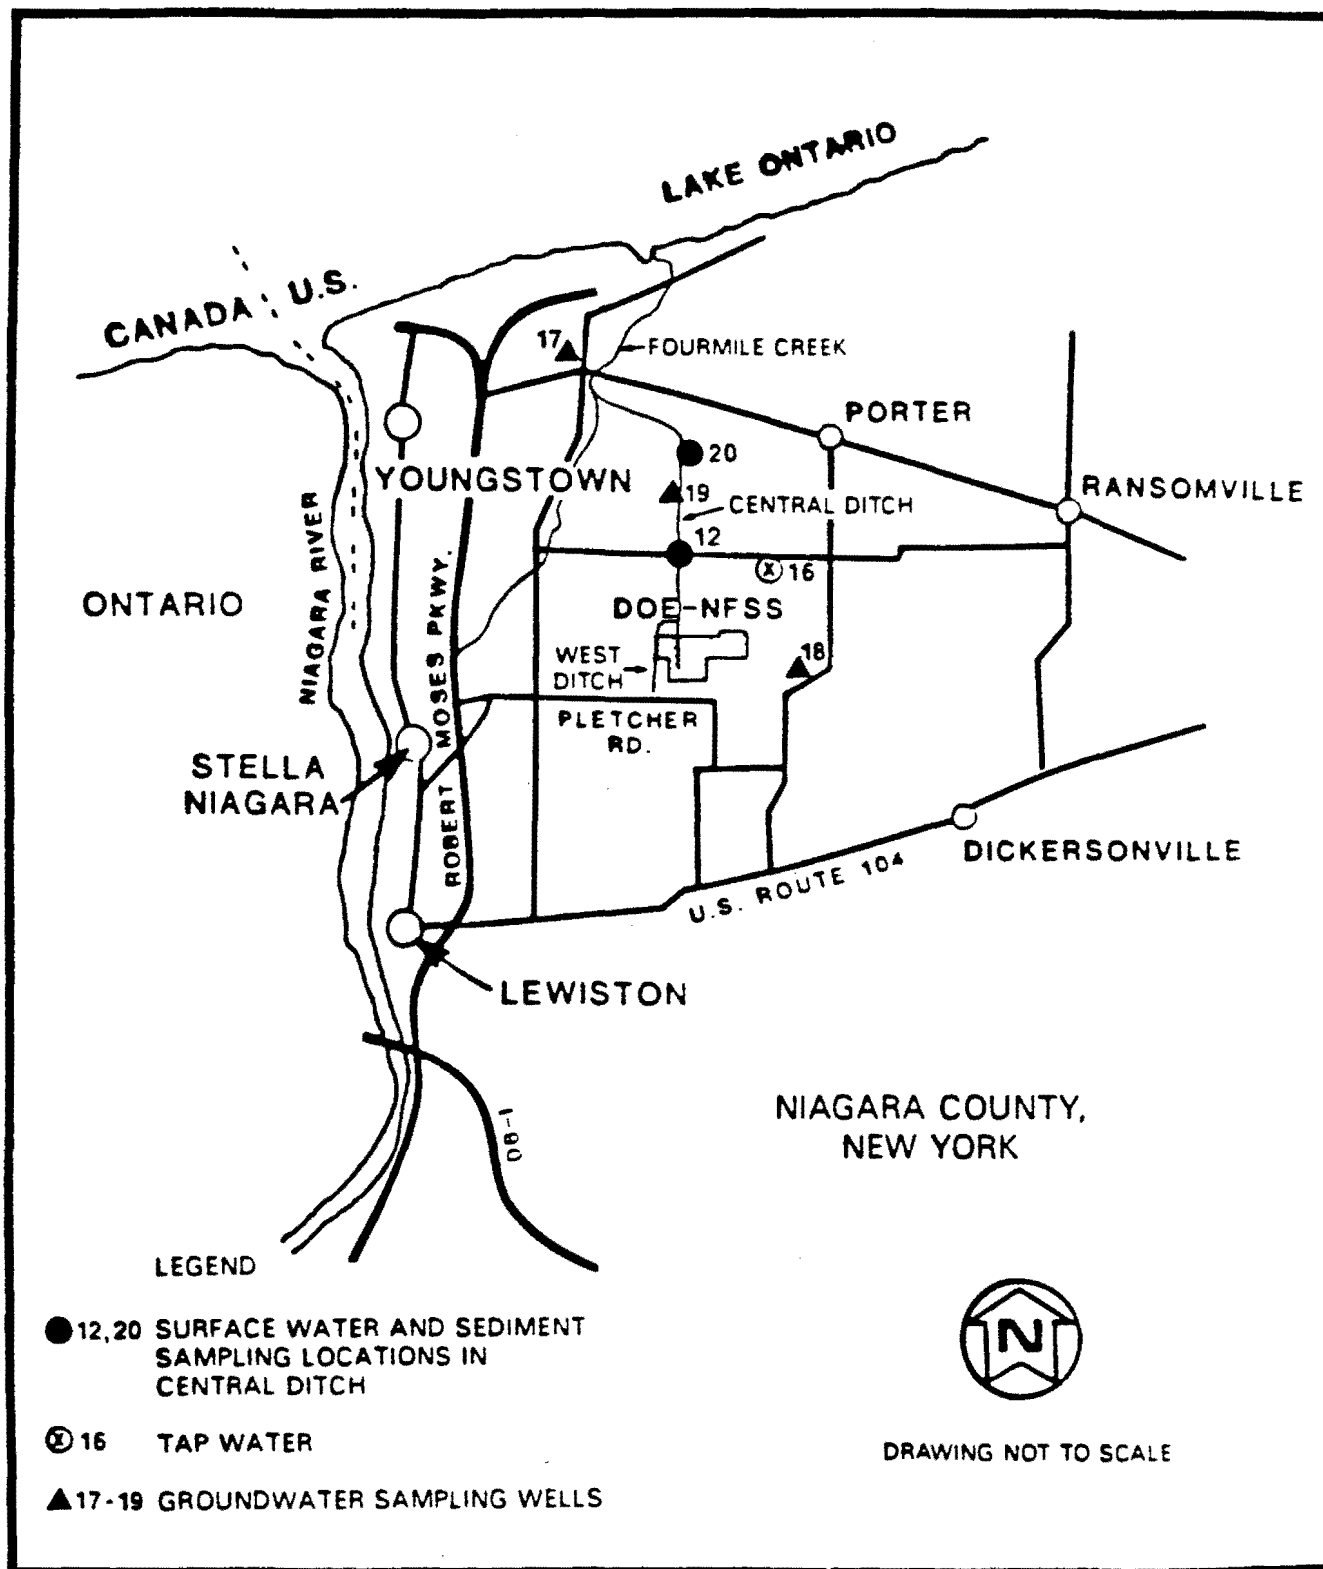 LAKE ONTARIO
CANADA
U.S.
17
FOURMILE CREEK
PORTER
20
YOUNGSTOWN
19
RANSOMVILLE
CENTRAL DITCH
12
NIAGARA RIVER
16
ONTARIO
DOE-NFSS
WEST
DITCH
18
ROBERT MOSES PKWY.
PLETCHER
RD.
STELLA
NIAGARA
DICKERSONVILLE
U.S. ROUTE 104
LEWISTON
I-90
NIAGARA COUNTY,
NEW YORK
LEGEND
12,20 SURFACE WATER AND SEDIMENT
SAMPLING LOCATIONS IN
CENTRAL DITCH
X 16 TAP WATER
17-19 GROUNDWATER SAMPLING WELLS
N
DRAWING NOT TO SCALE